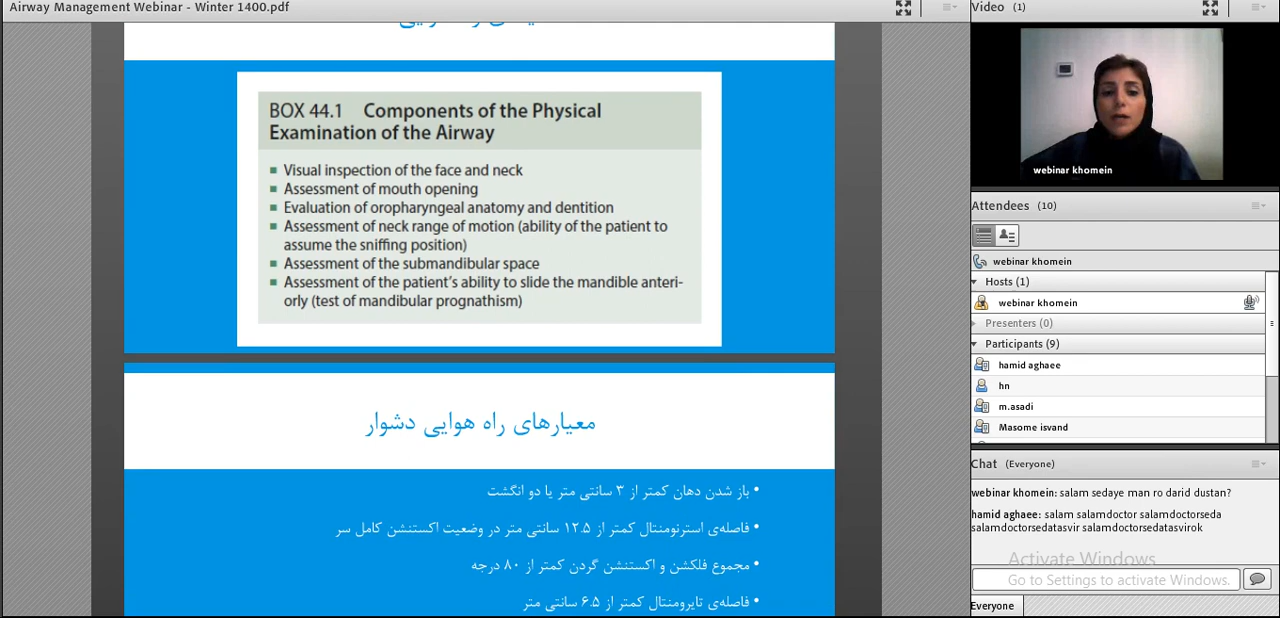 Airway Management Webinar - Winter 1400.pdf
BOX 44.1 Components of the Physical
Examination of the Airway
Visual inspection of the face and neck
Assessment of mouth opening
Evaluation of oropharyngeal anatomy and dentition
Assessment of neck range of motion (ability of the patient to
assume the sniffing position)
Assessment of the submandibular space
Assessment of the patient's ability to slide the mandible anteri-
orly (test of mandibular prognathism)
معیارهای راه هوایی دشوار
• باز شدن دهان کمتر از ۳ سانتی متر یا دو انگشت
• فاصله‌ی استرنومنتال کمتر از ۱۲.۵ سانتی متر در وضعیت اکستنشن کامل سر
• مجموع فلکشن و اکستنشن گردن کمتر از ۸۰ درجه
• فاصله‌ی تایرومنتال کمتر از ۶.۵ سانتی متر
Video (1)
webinar khomein
Attendees (10)
webinar khomein
Hosts (1)
webinar khomein
Presenters (0)
Participants (9)
hamid aghaee
hn
m.asadi
Masome isvand
Chat (Everyone)
webinar khomein: salam sedaye man ro darid dustan?
hamid aghaee: salam salamdoctor salamdoctorseda
salamdoctorsedatasvir salamdoctorsedatasvirok
Activate Windows
Go to Settings to activate Windows.
Everyone